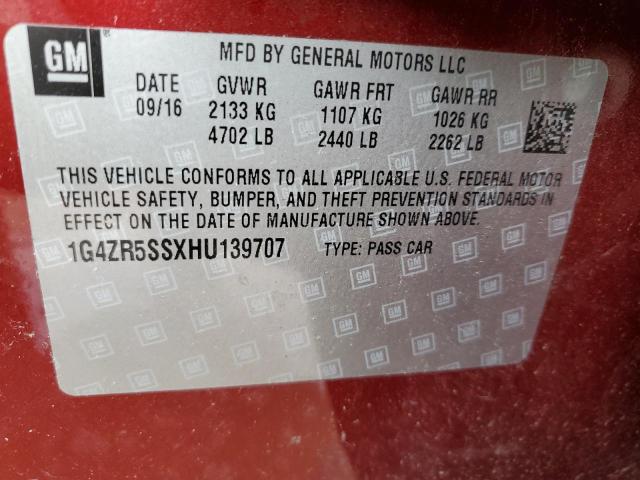 GM
MFD BY GENERAL MOTORS LLC
DATE GVWR GAWR FRT GAWR RR
09/16 2133 KG 1107 KG 1026 KG
4702 LB 2440 LB 2262 LB
THIS VEHICLE CONFORMS TO ALL APPLICABLE U.S. FEDERAL MOTOR
VEHICLE SAFETY, BUMPER, AND THEFT PREVENTION STANDARDS IN
EFFECT ON THE DATE OF MANUFACTURE SHOWN ABOVE.
1G4ZR5SSXHU139707 TYPE: PASS CAR